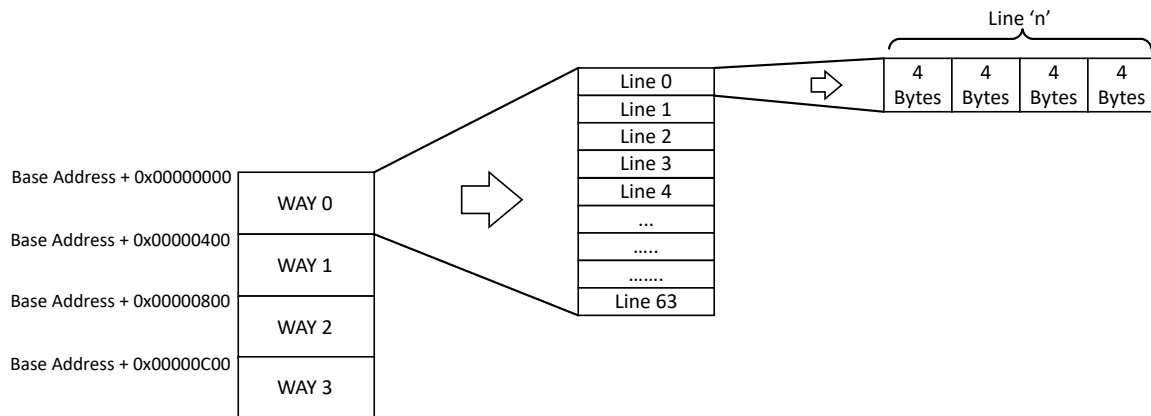 Line ‘n’
4 Bytes
4 Bytes
4 Bytes
4 Bytes
Line 0
Line 1
Line 2
Line 3
Line 4
...
.....
.......
Line 63
Base Address + 0x00000000
WAY 0
Base Address + 0x00000400
WAY 1
Base Address + 0x00000800
WAY 2
Base Address + 0x00000C00
WAY 3